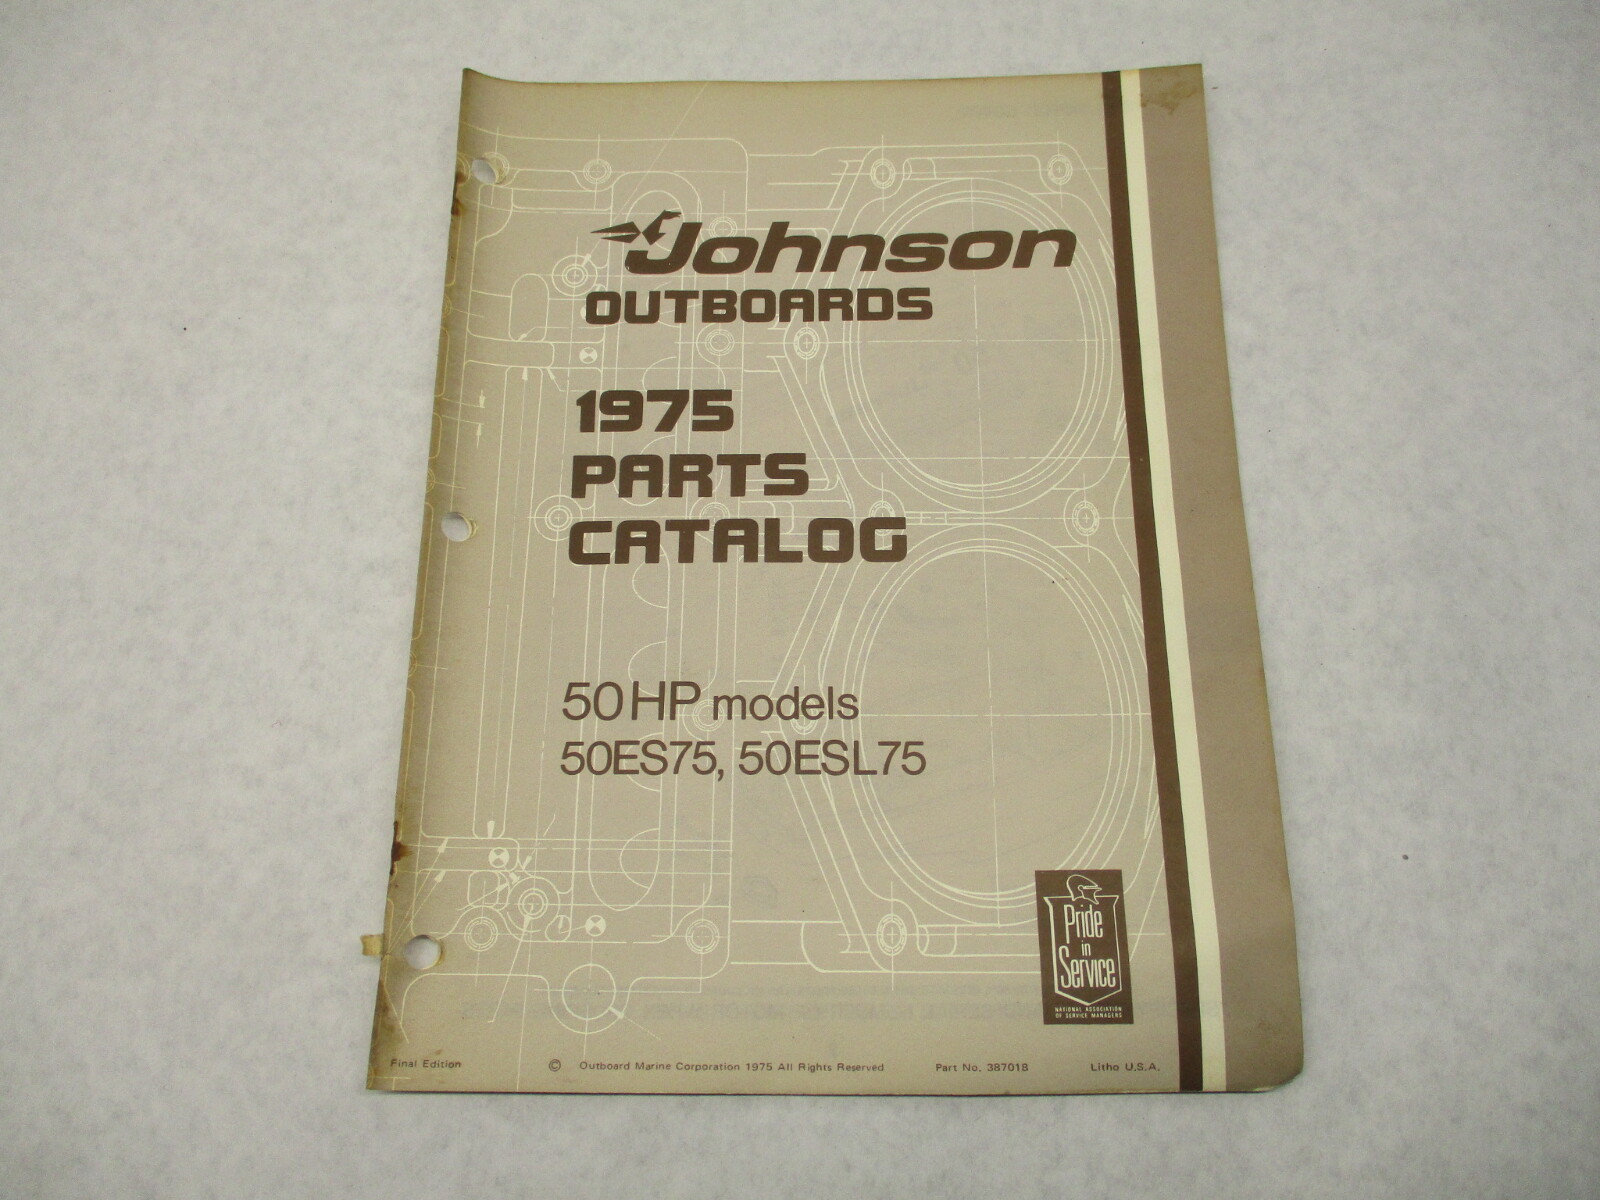 Johnson
OUTBOARDS
1975
PARTS
CATALOG
50 HP models
50ES75, 50ESL75
Pride
in
Service
NATIONAL ASSOCIATION
OF SERVICE MANAGERS
Final Edition © Outboard Marine Corporation 1975 All Rights Reserved Part No. 387018 Litho U.S.A.